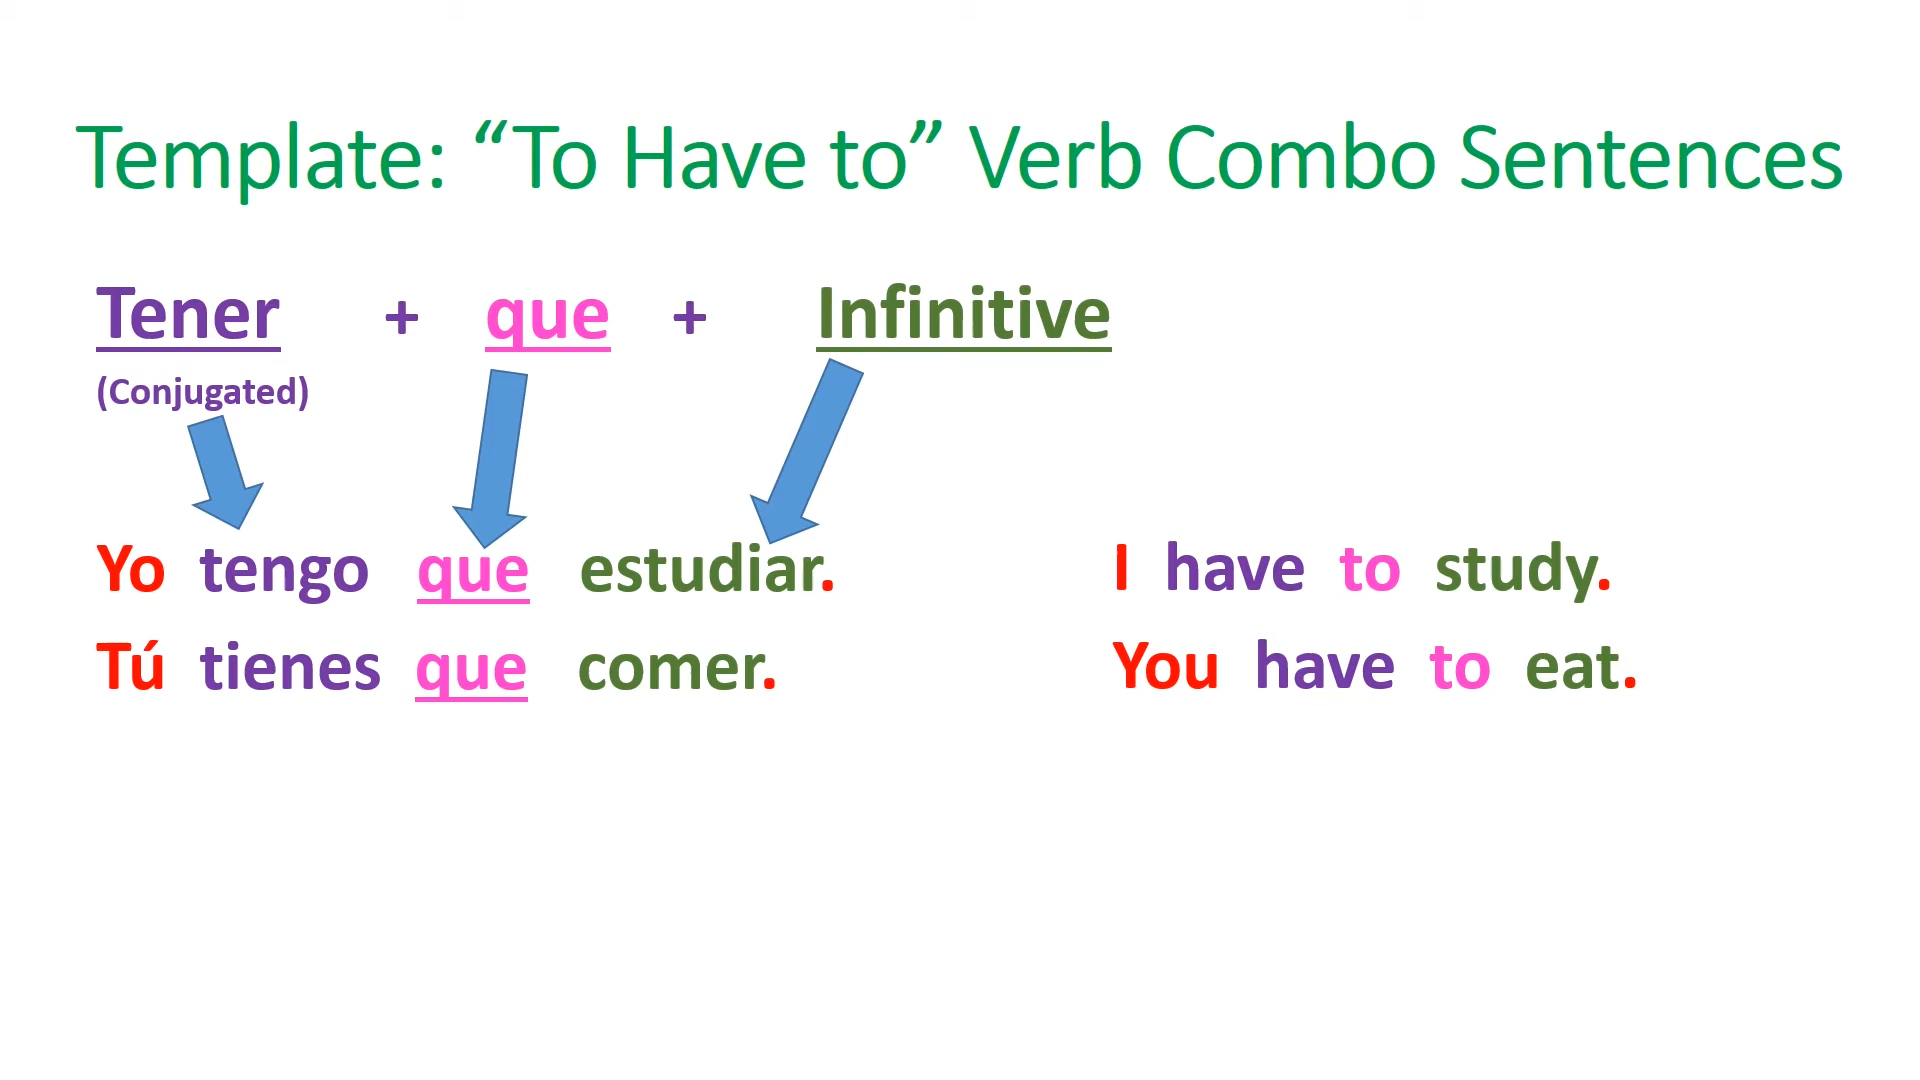 Template: “To Have to” Verb Combo Sentences
Tener + que + Infinitive
(Conjugated)
Yo tengo que estudiar. I have to study.
Tú tienes que comer. You have to eat.